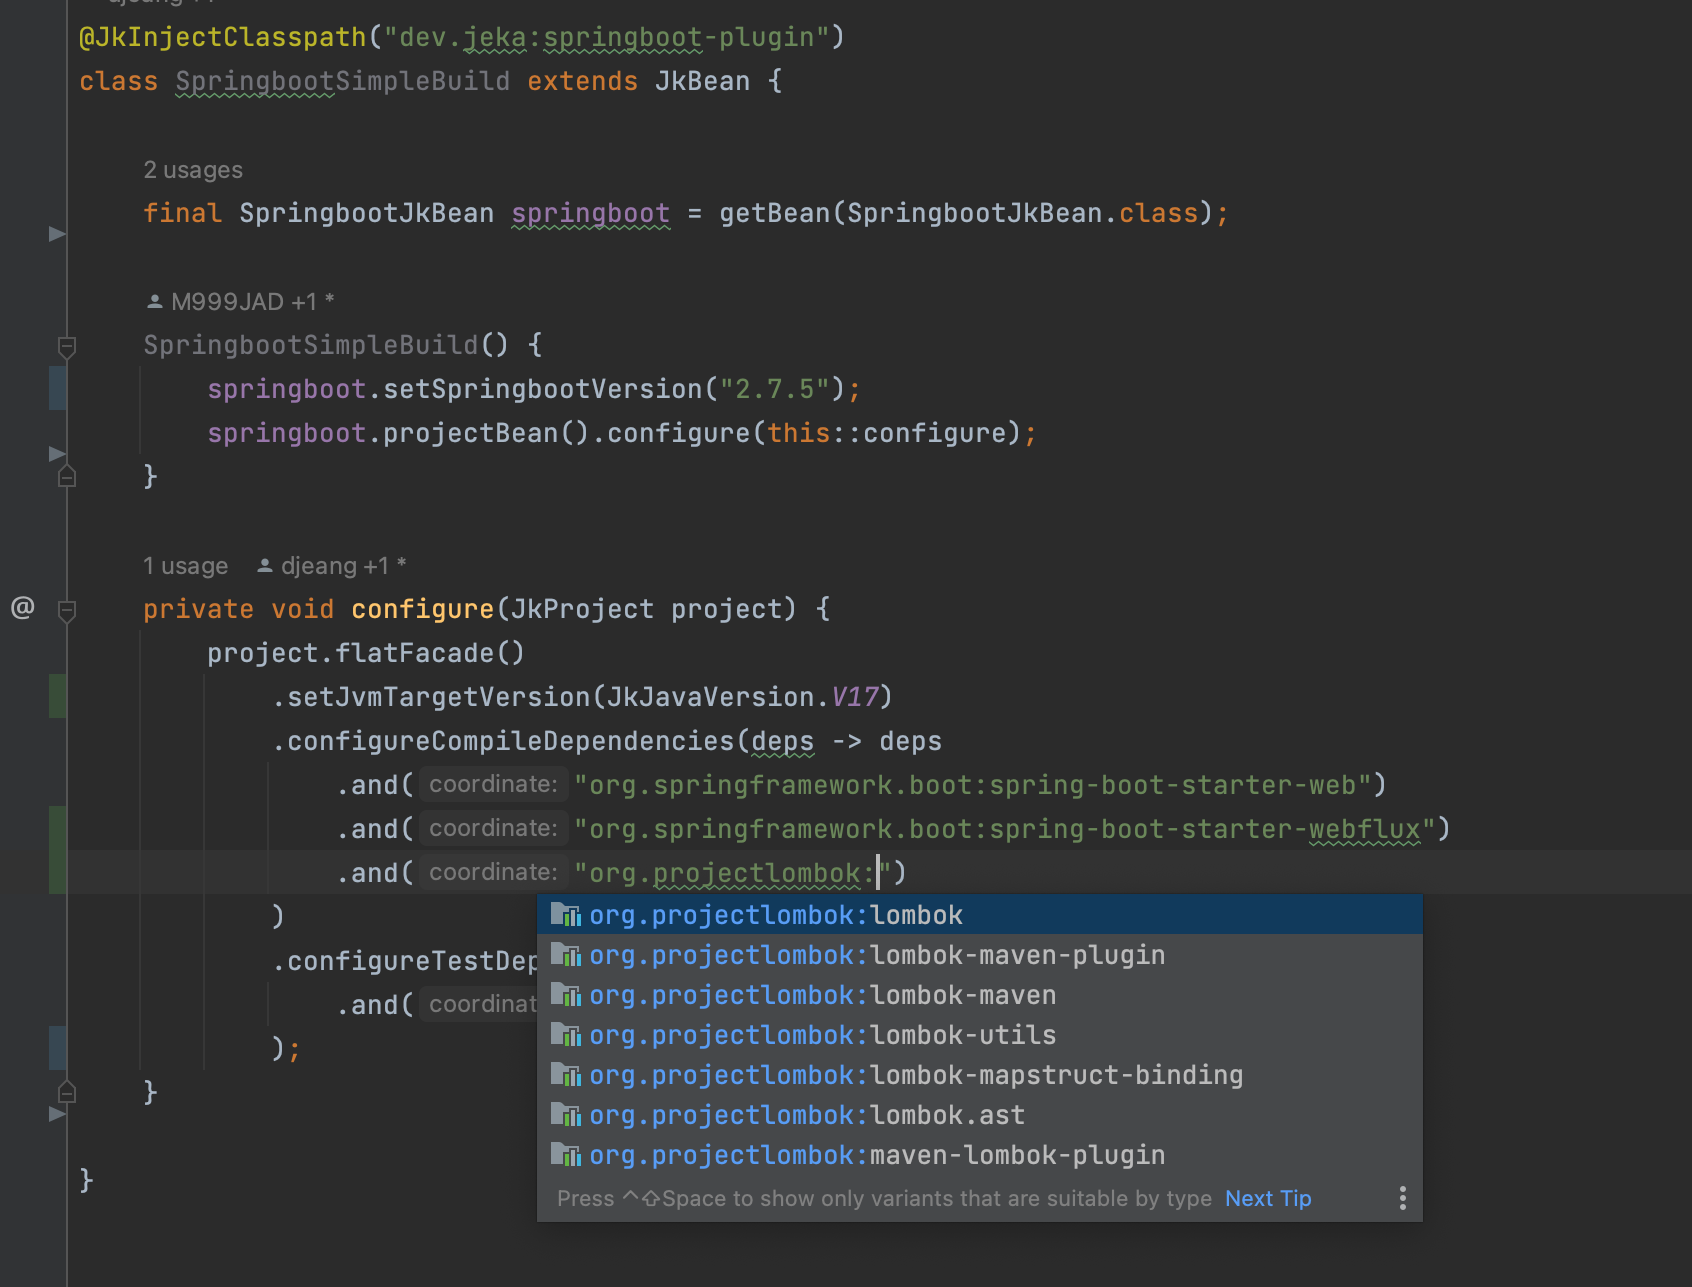 djeang +1
@JkInjectClasspath("dev.jeka:springboot-plugin")
class SpringbootSimpleBuild extends JkBean {
2 usages
final SpringbootJkBean springboot = getBean(SpringbootJkBean.class);
M999JAD +1 *
SpringbootSimpleBuild() {
springboot.setSpringbootVersion("2.7.5");
springboot.projectBean().configure(this::configure);
}
1 usage djeang +1 *
@ private void configure(JkProject project) {
project.flatFacade()
.setJvmTargetVersion(JkJavaVersion.V17)
.configureCompileDependencies(deps -> deps
.and( coordinate: "org.springframework.boot:spring-boot-starter-web")
.and( coordinate: "org.springframework.boot:spring-boot-starter-webflux")
.and( coordinate: "org.projectlombok:")
)
org.projectlombok:lombok
org.projectlombok:lombok-maven-plugin
.configureTestDep
org.projectlombok:lombok-maven
.and( coordinat
org.projectlombok:lombok-utils
);
org.projectlombok:lombok-mapstruct-binding
}
org.projectlombok:lombok.ast
org.projectlombok:maven-lombok-plugin
}
Press ^⇧Space to show only variants that are suitable by type Next Tip